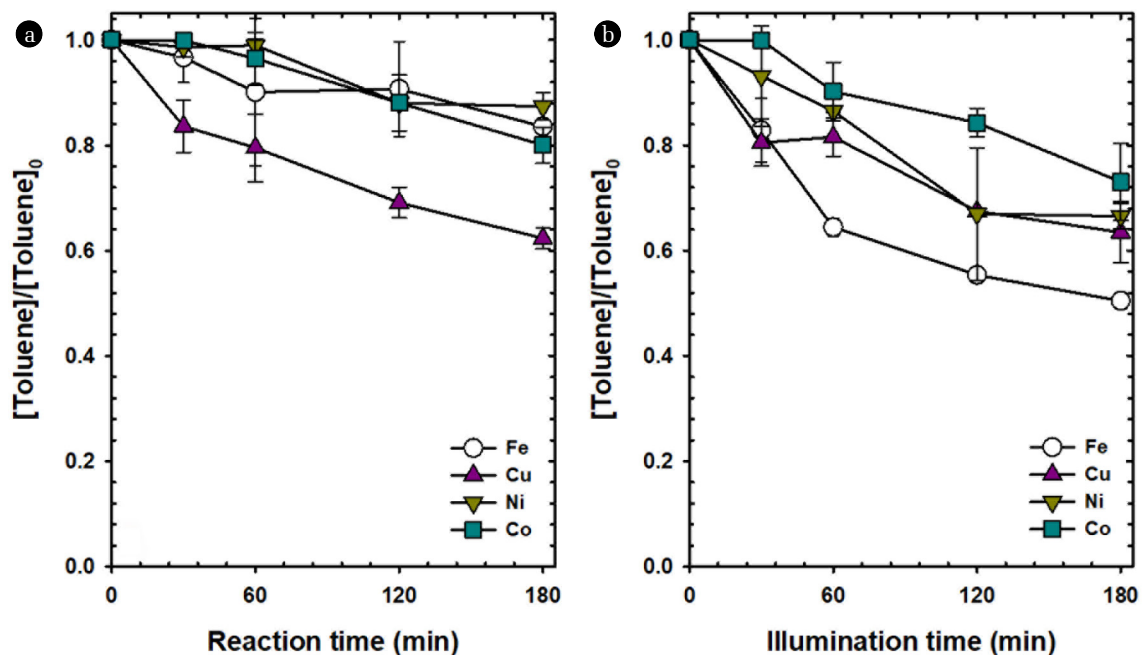 a
[Toluene]/[Toluene]0
1.0
0.8
0.6
0.4
0.2
0.0
0
60
120
180
Reaction time (min)
Fe
Cu
Ni
Co
b
[Toluene]/[Toluene]0
1.0
0.8
0.6
0.4
0.2
0.0
0
60
120
180
Illumination time (min)
Fe
Cu
Ni
Co